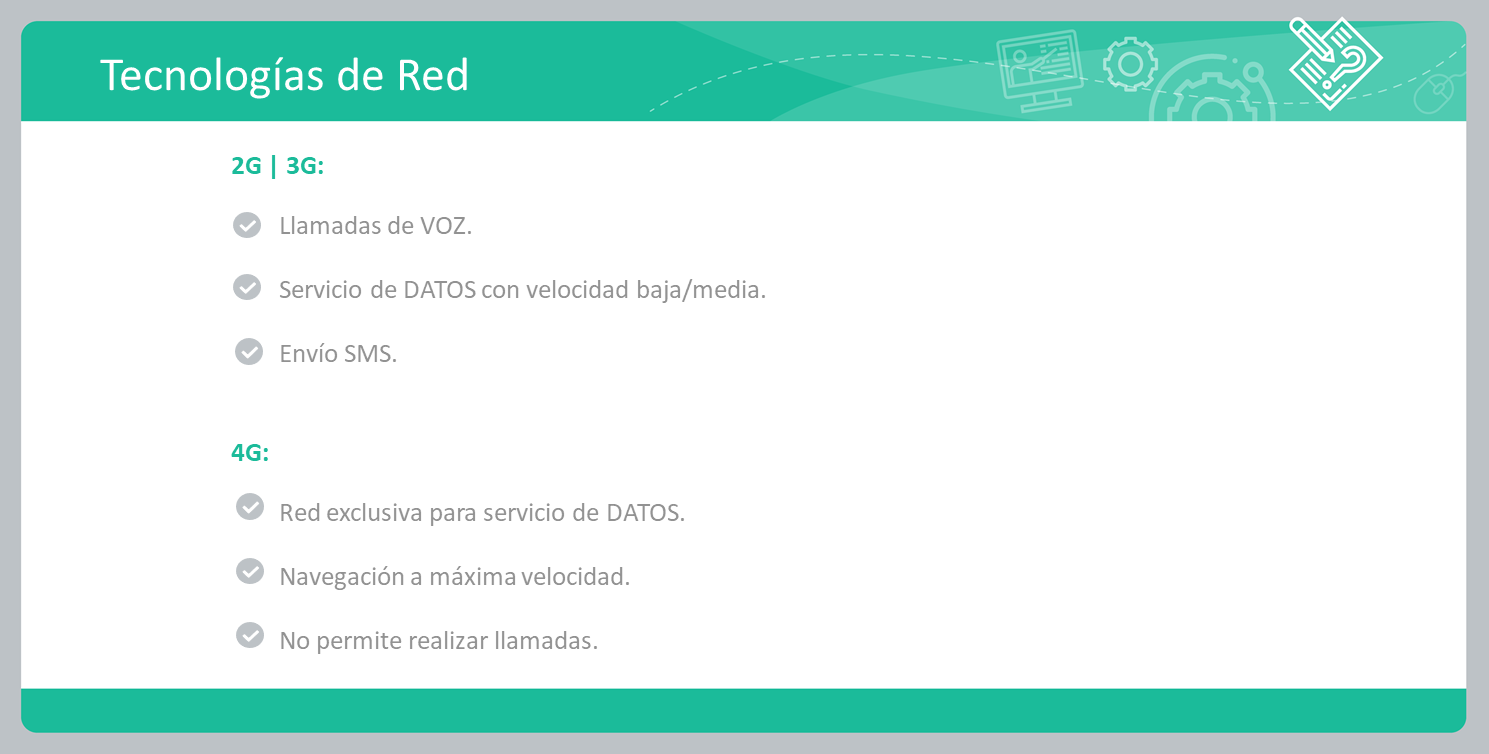 Tecnologías de Red
2G | 3G:
Llamadas de VOZ.
Servicio de DATOS con velocidad baja/media.
Envío SMS.
4G:
Red exclusiva para servicio de DATOS.
Navegación a máxima velocidad.
No permite realizar llamadas.